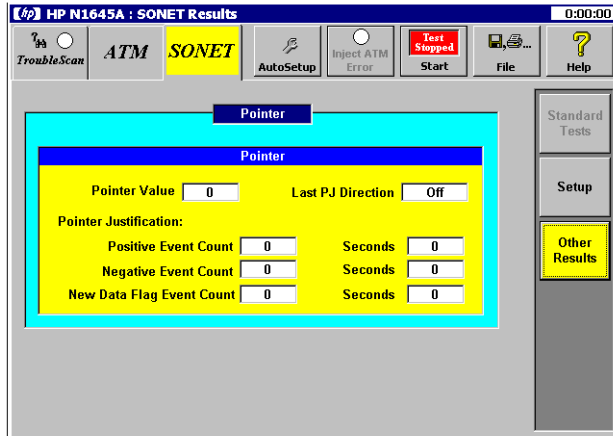 (hp) HP N1645A : SONET Results 0:00:00
TroubleScan
ATM
SONET
AutoSetup
Inject ATM
Error
Test
Stopped
Start
File
Help
Pointer
Pointer
Pointer Value 0 Last PJ Direction Off
Pointer Justification:
Positive Event Count 0 Seconds 0
Negative Event Count 0 Seconds 0
New Data Flag Event Count 0 Seconds 0
Standard
Tests
Setup
Other
Results